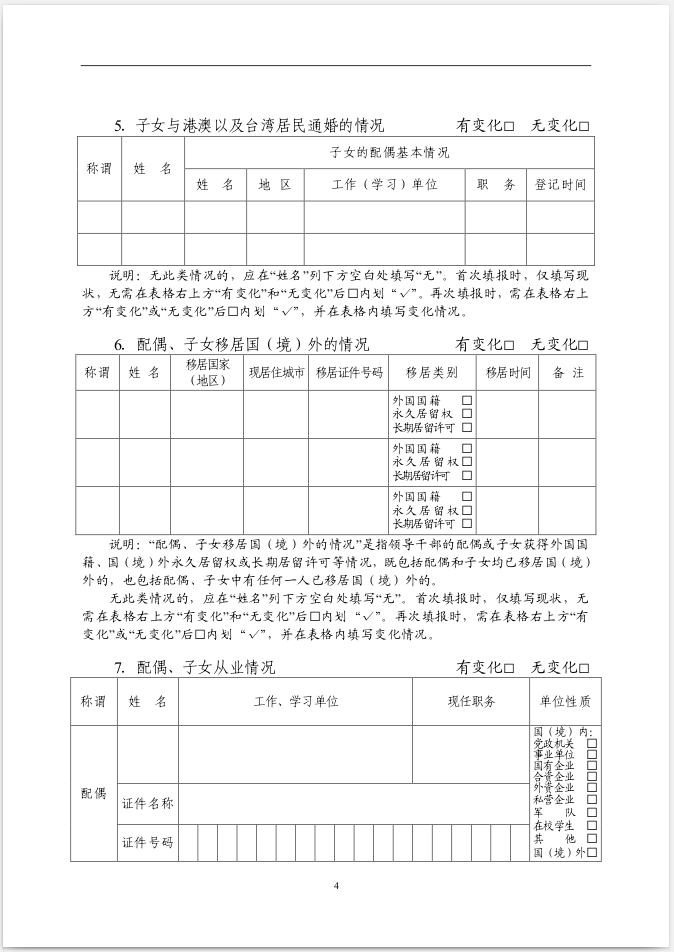 5. 子女与港澳以及台湾居民通婚的情况 有变化□ 无变化□
称谓 姓 名 子女的配偶基本情况
姓 名 地 区 工作（学习）单位 职 务 登记时间
说明：无此类情况的，应在“姓名”列下方空白处填写“无”。首次填报时，仅填写现
状，无需在表格右上方“有变化”和“无变化”后□内划“√”。再次填报时，需在表格右上
方“有变化”或“无变化”后□内划“√”，并在表格内填写变化情况。
6. 配偶、子女移居国（境）外的情况 有变化□ 无变化□
称谓 姓 名 移居国家（地区） 现居住城市 移居证件号码 移居类别 移居时间 备 注
外国国籍 □
永久居留权 □
长期居留许可 □
外国国籍 □
永久居留权□
长期居留许可 □
外国国籍 □
永久居留权□
长期居留许可 □
说明：“配偶、子女移居国（境）外的情况”是指领导干部的配偶或子女获得外国国
籍、国（境）外永久居留权或长期居留许可等情况，既包括配偶和子女均已移居国（境）
外的，也包括配偶、子女中有任何一人已移居国（境）外的。
无此类情况的，应在“姓名”列下方空白处填写“无”。首次填报时，仅填写现状，无
需在表格右上方“有变化”和“无变化”后□内划“√”。再次填报时，需在表格右上方“有
变化”或“无变化”后□内划“√”，并在表格内填写变化情况。
7. 配偶、子女从业情况 有变化□ 无变化□
称谓 姓 名 工作、学习单位 现任职务 单位性质
配偶
证件名称
证件号码
国（境）内：
党政机关 □
事业单位 □
国有企业 □
合资企业 □
外资企业 □
私营企业 □
军 队 □
在校学生 □
其 他 □
国（境）外□
4